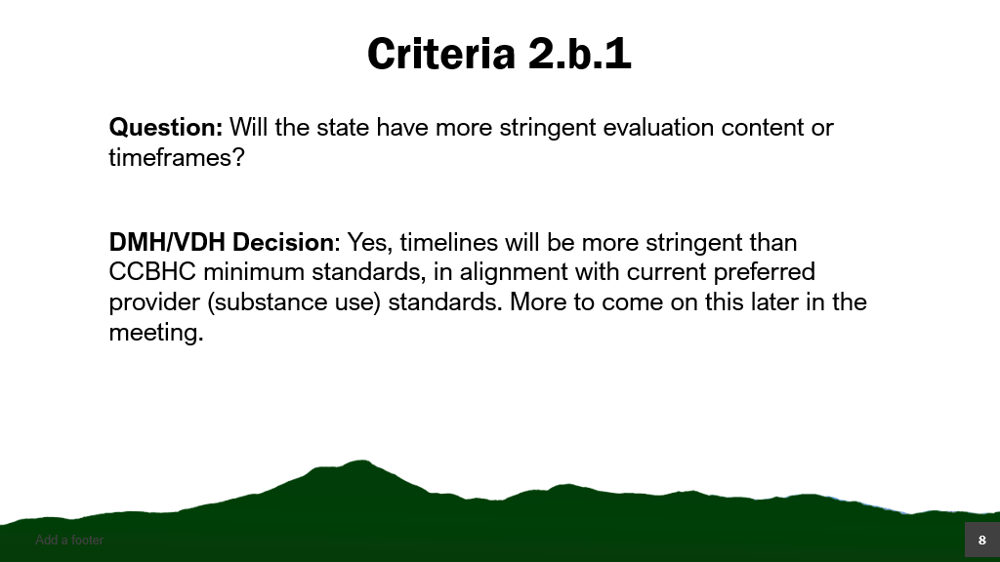 Criteria 2.b.1
Question: Will the state have more stringent evaluation content or
timeframes?
DMH/VDH Decision: Yes, timelines will be more stringent than
CCBHC minimum standards, in alignment with current preferred
provider (substance use) standards. More to come on this later in the
meeting.
Add a footer
8